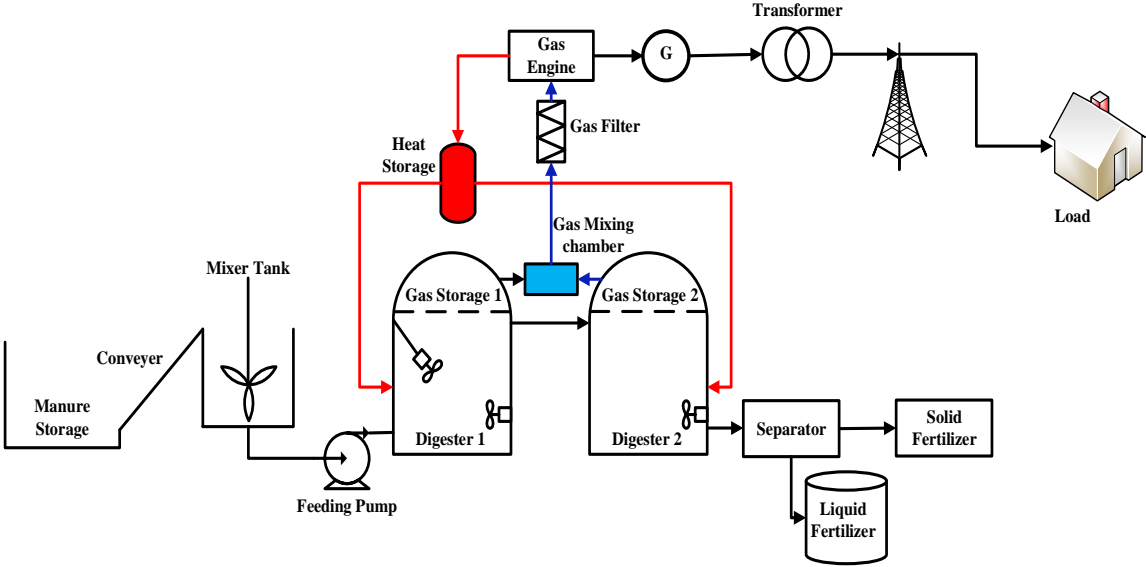 Transformer
Gas
Engine
G
Gas Filter
Heat
Storage
Load
Gas Mixing
chamber
Mixer Tank
Gas Storage 1
Gas Storage 2
Conveyer
Manure
Storage
Digester 1
Digester 2
Separator
Solid
Fertilizer
Feeding Pump
Liquid
Fertilizer